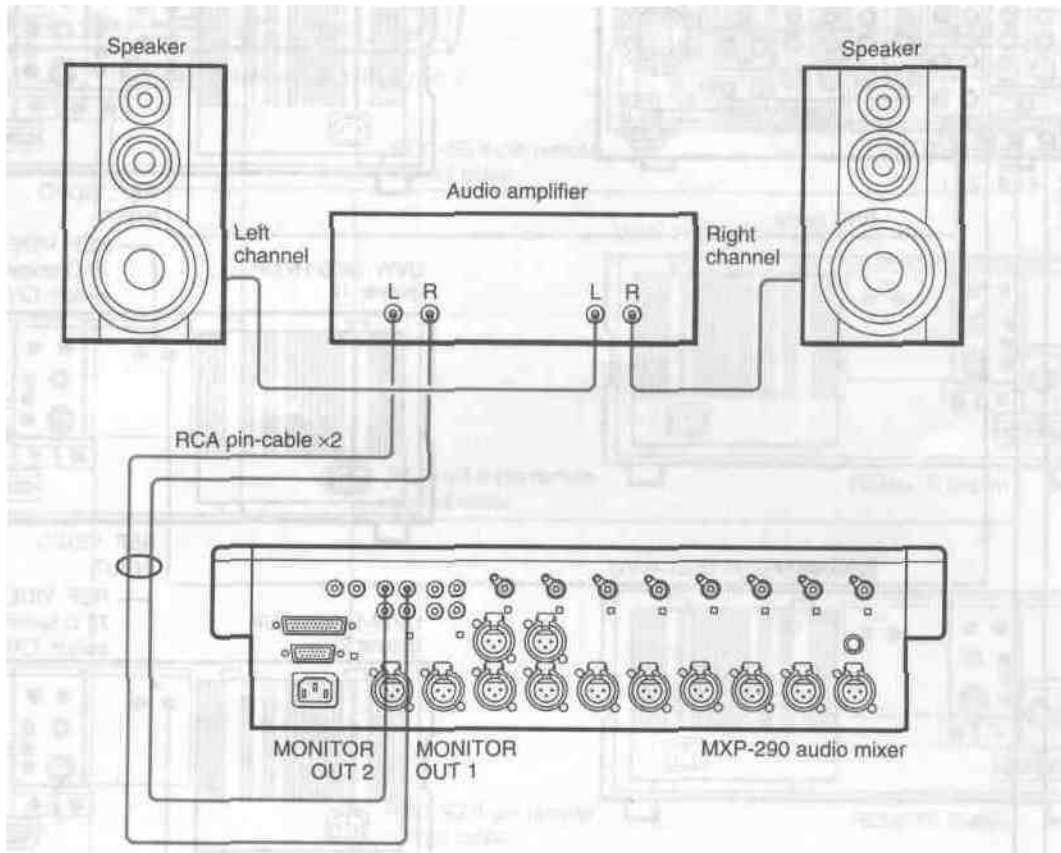 Speaker
Speaker
Audio amplifier
Left
channel
Right
channel
L R
L R
RCA pin-cable ×2
MONITOR
OUT 2
MONITOR
OUT 1
MXP-290 audio mixer